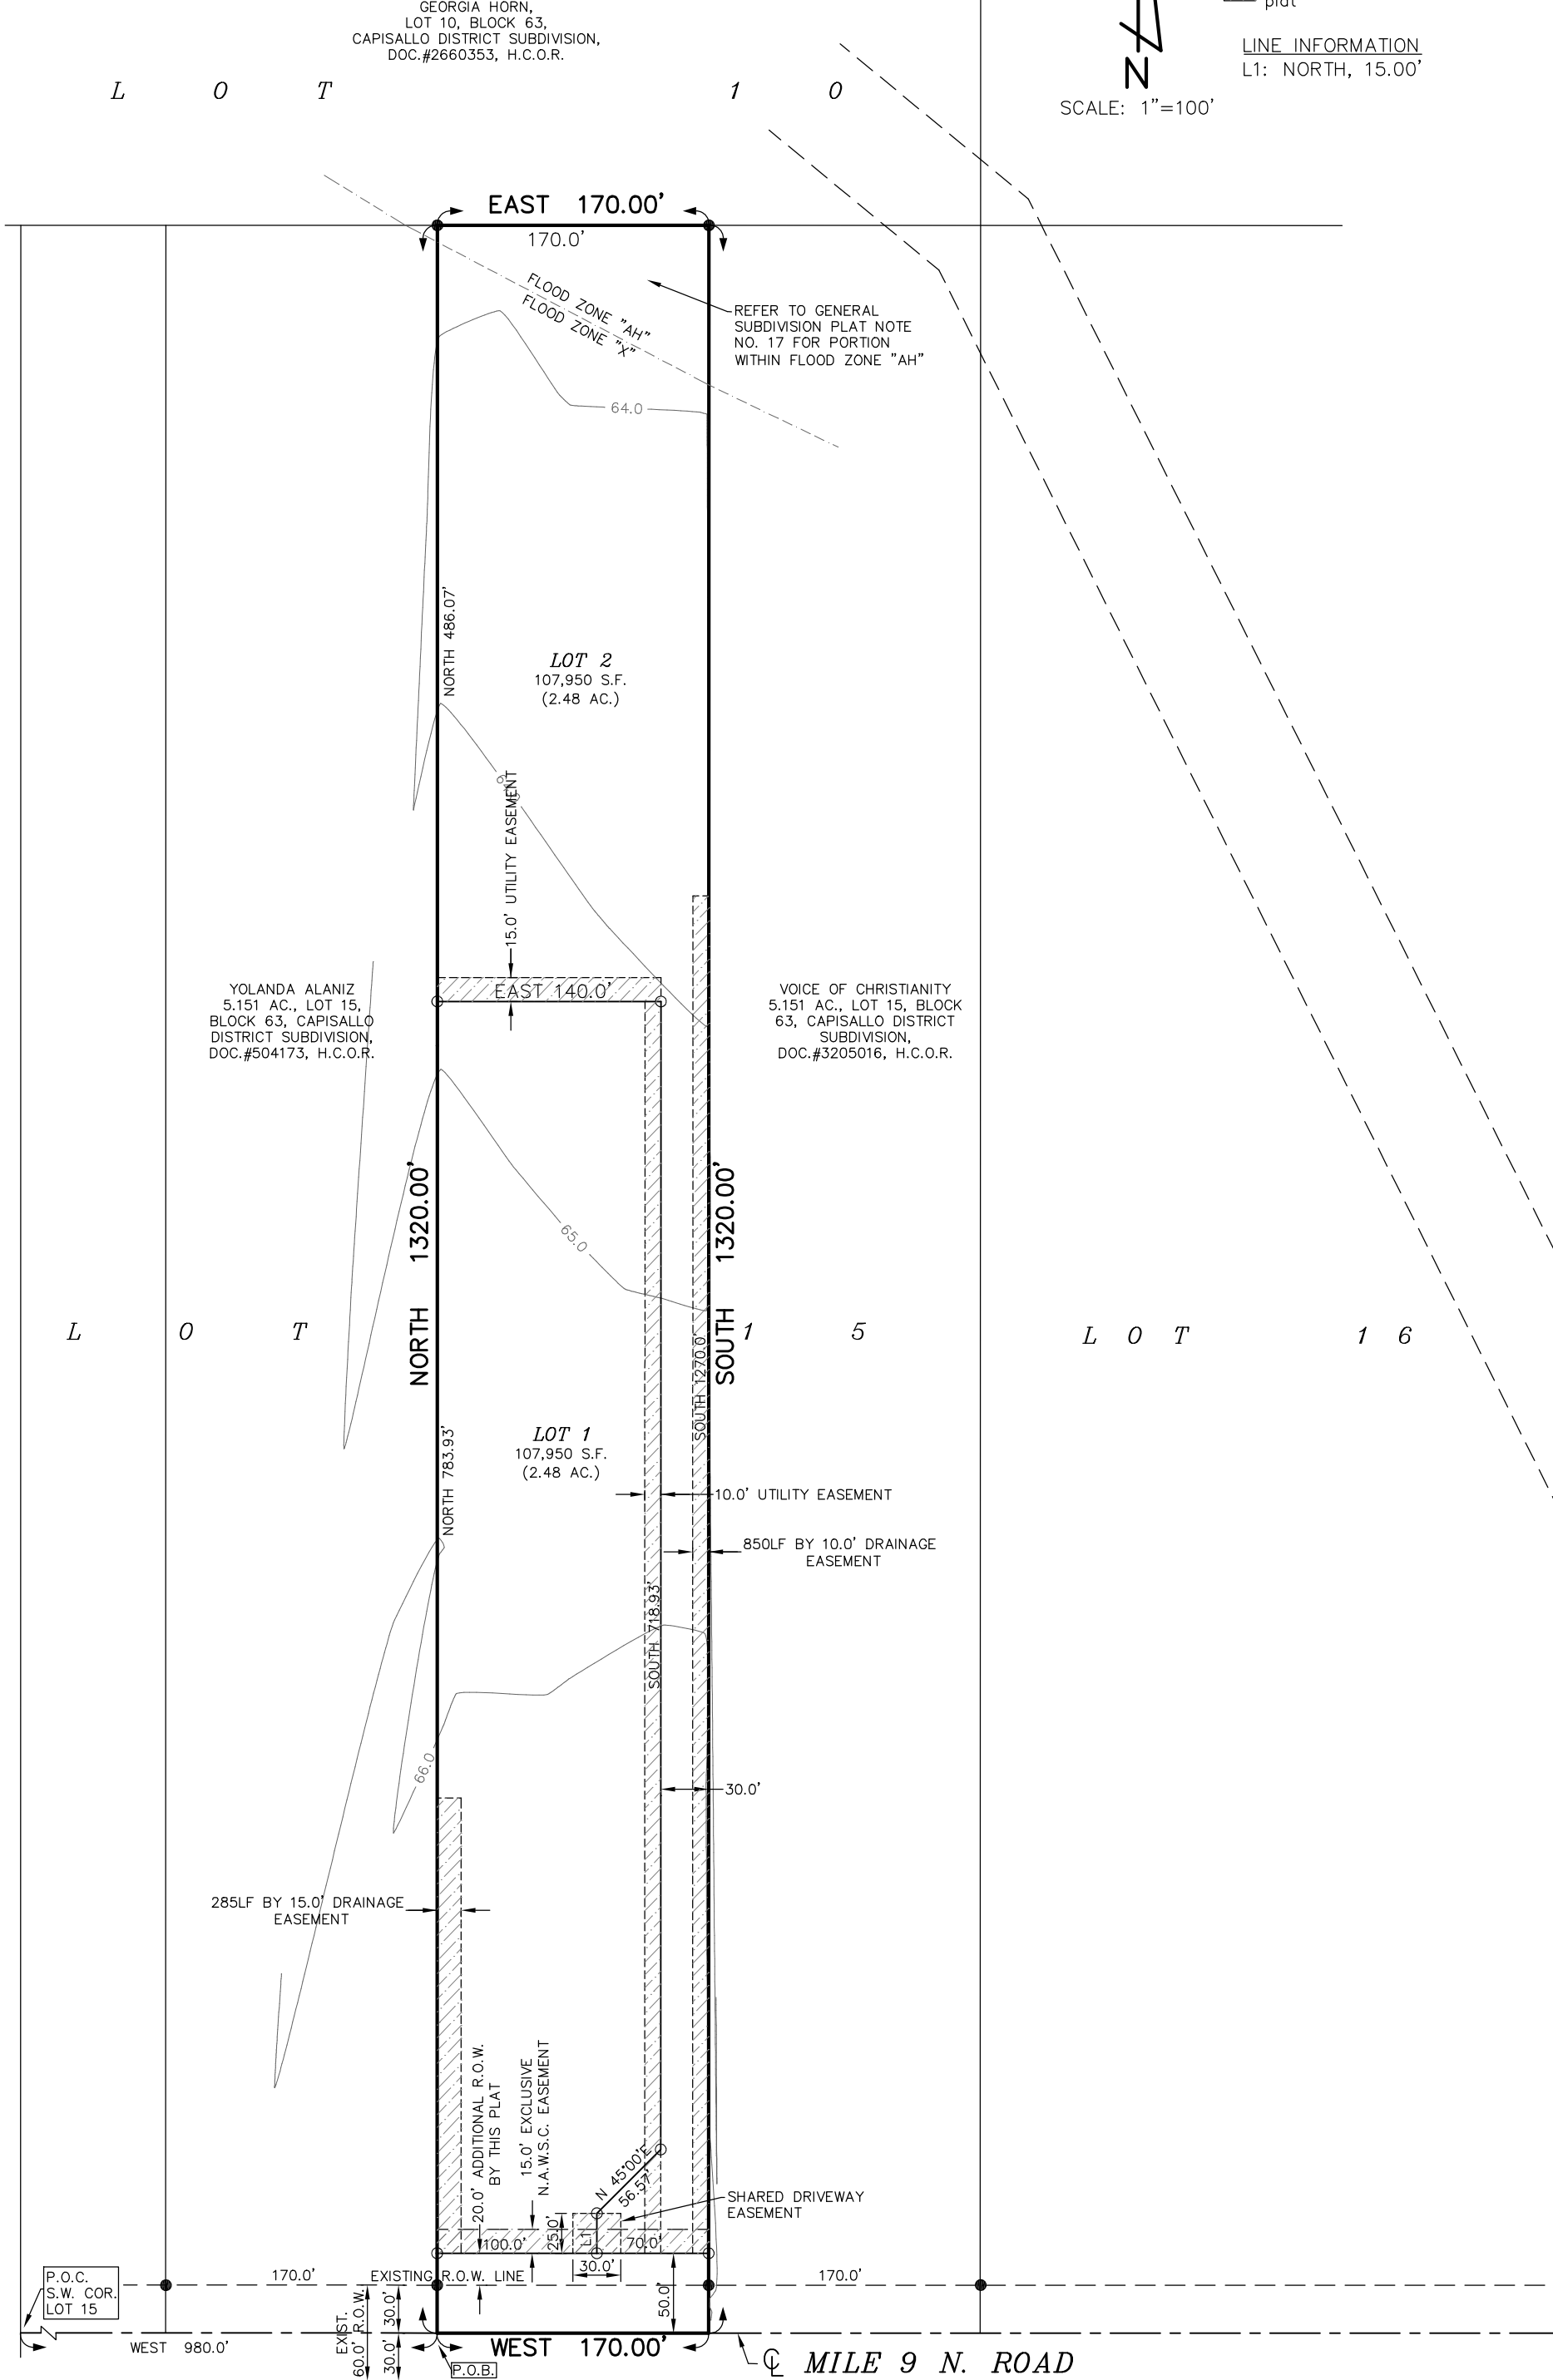 GEORGIA HORN,
LOT 10, BLOCK 63,
CAPISALLO DISTRICT SUBDIVISION,
DOC.#2660353, H.C.O.R.
plat
LINE INFORMATION
L1: NORTH, 15.00'
N
SCALE: 1"=100'
L O T 1 0
EAST 170.00'
170.0'
FLOOD ZONE "AH"
FLOOD ZONE "X"
REFER TO GENERAL
SUBDIVISION PLAT NOTE
NO. 17 FOR PORTION
WITHIN FLOOD ZONE "AH"
64.0
NORTH 486.07'
LOT 2
107,950 S.F.
(2.48 AC.)
15.0' UTILITY EASEMENT
EAST 140.0'
YOLANDA ALANIZ
5.151 AC., LOT 15,
BLOCK 63, CAPISALLO
DISTRICT SUBDIVISION,
DOC.#504173, H.C.O.R.
VOICE OF CHRISTIANITY
5.151 AC., LOT 15, BLOCK
63, CAPISALLO DISTRICT
SUBDIVISION,
DOC.#3205016, H.C.O.R.
NORTH 1320.00'
SOUTH 1320.00'
65.0
L O T 1 5
L O T 1 6
SOUTH 1270.0'
LOT 1
107,950 S.F.
(2.48 AC.)
NORTH 783.93'
10.0' UTILITY EASEMENT
850LF BY 10.0' DRAINAGE
EASEMENT
SOUTH 718.93'
66.0
30.0'
285LF BY 15.0' DRAINAGE
EASEMENT
20.0' ADDITIONAL R.O.W.
BY THIS PLAT
15.0' EXCLUSIVE
N.A.W.S.C. EASEMENT
N 45°00'E
56.57'
SHARED DRIVEWAY
EASEMENT
25.0'
L1
100.0'
70.0'
30.0'
P.O.C.
S.W. COR.
LOT 15
170.0'
EXISTING R.O.W. LINE
170.0'
50.0'
EXIST.
60.0' R.O.W.
30.0'
30.0'
WEST 980.0'
WEST 170.00'
P.O.B.
CL MILE 9 N. ROAD